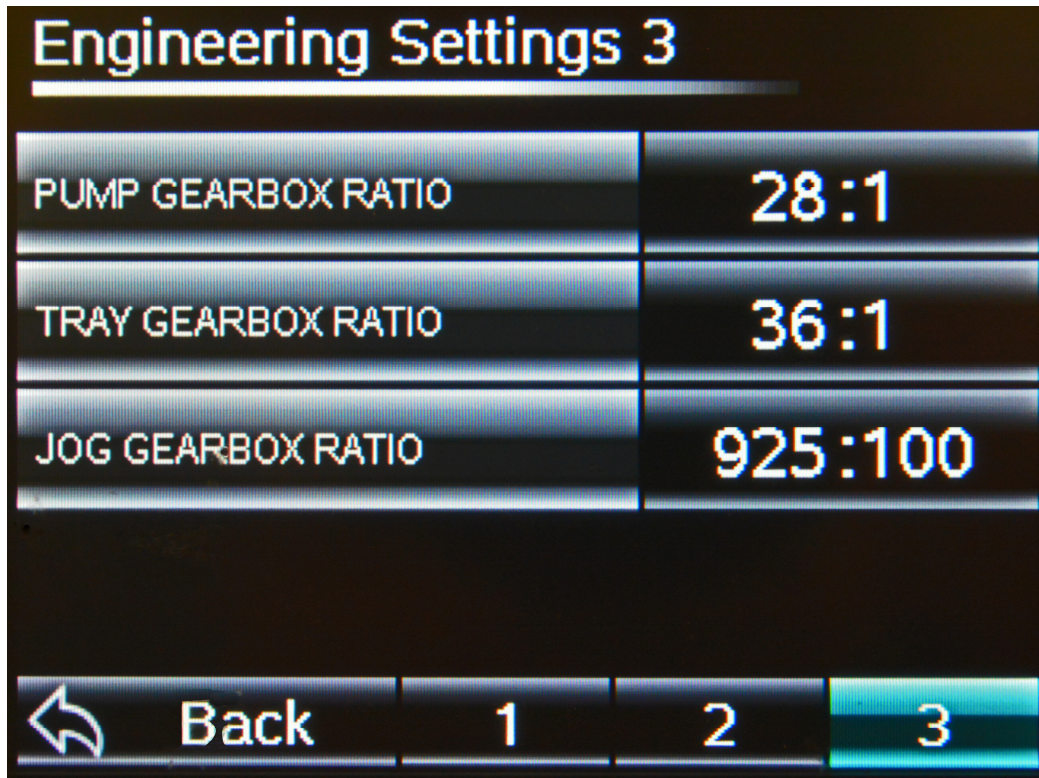 Engineering Settings 3
PUMP GEARBOX RATIO 28:1
TRAY GEARBOX RATIO 36:1
JOG GEARBOX RATIO 925:100
Back 1 2 3